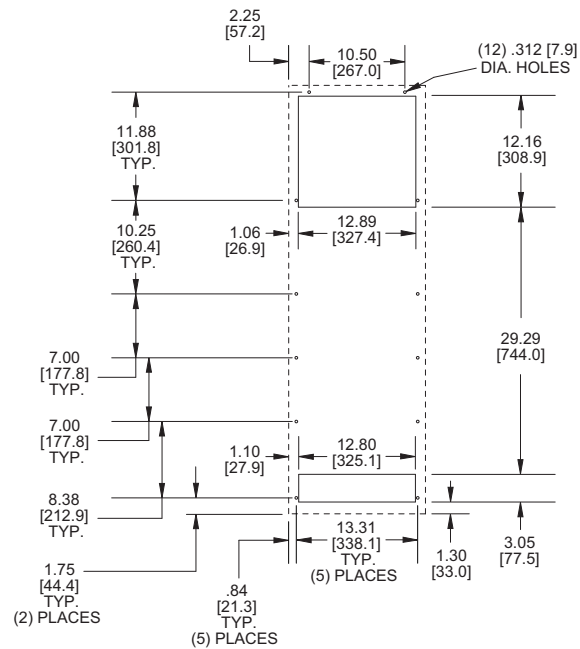 2.25
[57.2]
10.50
[267.0]
(12) .312 [7.9]
DIA. HOLES
11.88
[301.8]
TYP.
12.16
[308.9]
10.25
[260.4]
TYP.
1.06
[26.9]
12.89
[327.4]
7.00
[177.8]
TYP.
29.29
[744.0]
7.00
[177.8]
TYP.
1.10
[27.9]
12.80
[325.1]
8.38
[212.9]
TYP.
13.31
[338.1]
TYP.
(5) PLACES
1.75
[44.4]
TYP.
(2) PLACES
.84
[21.3]
TYP.
(5) PLACES
1.30
[33.0]
3.05
[77.5]